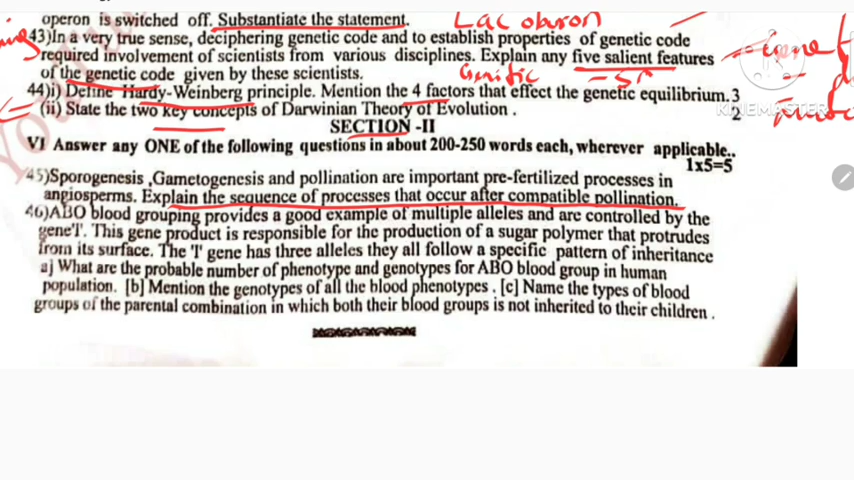 operon is switched off. Substantiate the statement. Lac oburon
43)In a very true sense, deciphering genetic code and to establish properties of genetic code
required involvement of scientists from various disciplines. Explain any five salient features
of the genetic code given by these scientists. Genitic
44)i) Define Hardy-Weinberg principle. Mention the 4 factors that effect the genetic equilibrium.3
(ii) State the two key concepts of Darwinian Theory of Evolution . 2
KINEMASTER
SECTION -II
VI Answer any ONE of the following questions in about 200-250 words each, wherever applicable..
1x5=5
45)Sporogenesis ,Gametogenesis and pollination are important pre-fertilized processes in
angiosperms. Explain the sequence of processes that occur after compatible pollination.
46)ABO blood grouping provides a good example of multiple alleles and are controlled by the
gene'I'. This gene product is responsible for the production of a sugar polymer that protrudes
from its surface. The 'I' gene has three alleles they all follow a specific pattern of inheritance
a] What are the probable number of phenotype and genotypes for ABO blood group in human
population. [b] Mention the genotypes of all the blood phenotypes . [c] Name the types of blood
groups of the parental combination in which both their blood groups is not inherited to their children .